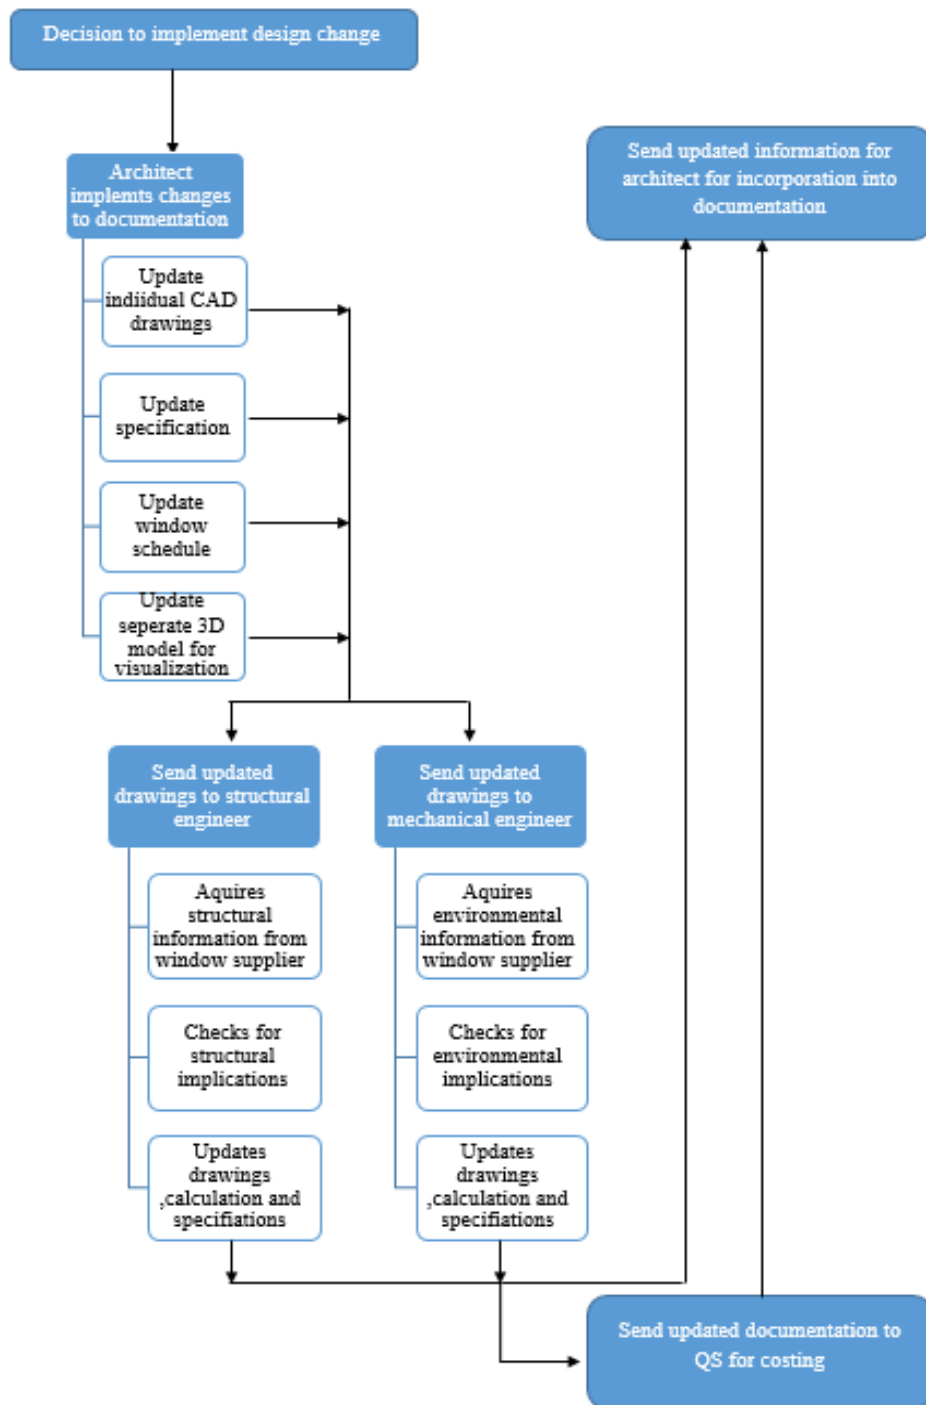 Decision to implement design change
Send updated information for
architect for incorporation into
documentation
Architect
implemts changes
to documentation
Update
indiidual CAD
drawings
Update
specification
Update
window
schedule
Update
seperate 3D
model for
visualization
Send updated
drawings to structural
engineer
Send updated
drawings to
mechanical engineer
Aquires
structural
information from
window supplier
Aquires
environmental
information from
window supplier
Checks for
structural
implications
Checks for
environmental
implications
Updates
drawings
,calculation and
specifiations
Updates
drawings
,calculation and
specifiations
Send updated documentation to
QS for costing